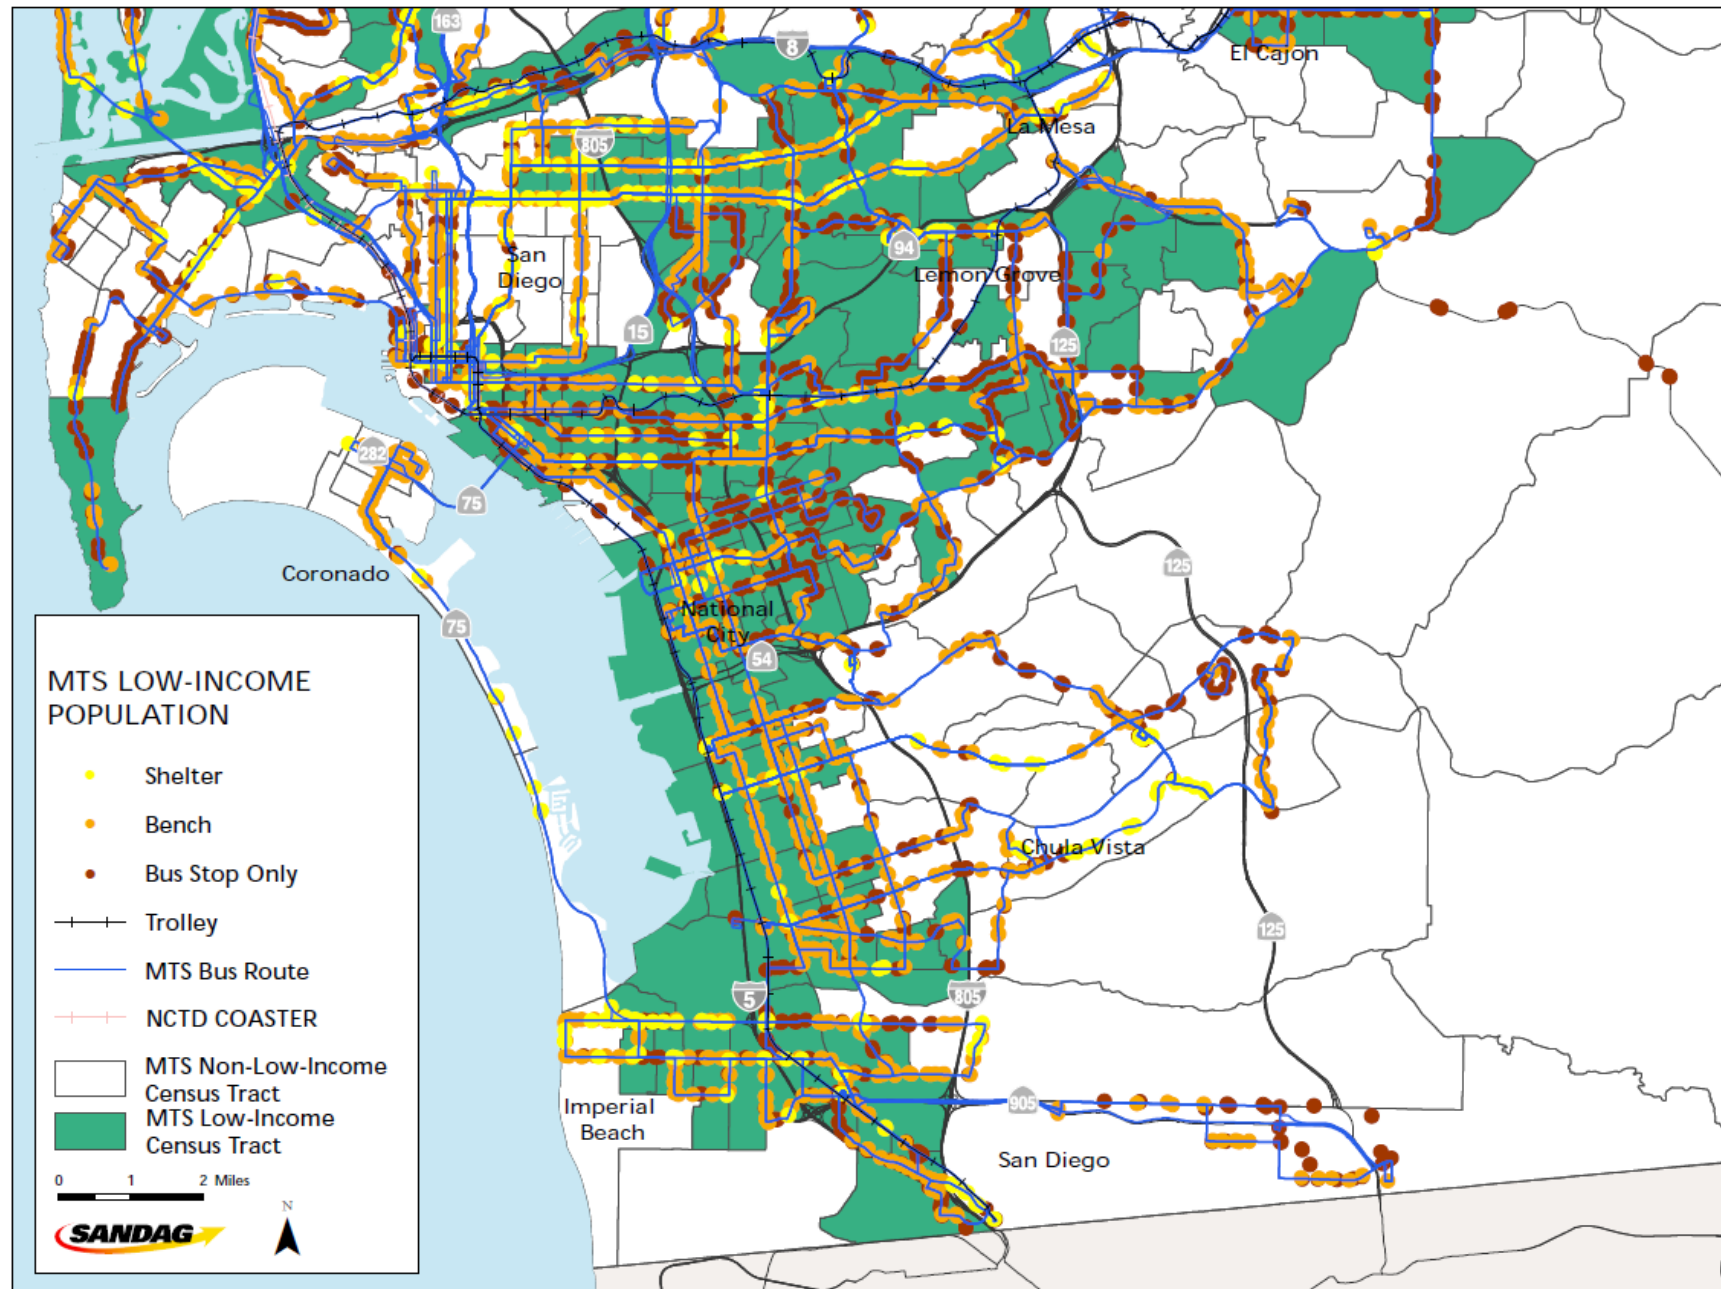 163
8
El Cajon
La Mesa
805
94
San
Diego
Lemon Grove
15
125
282
75
Coronado
125
75
National
City
54
Chula Vista
125
5
805
905
Imperial
Beach
San Diego
MTS LOW-INCOME
POPULATION
Shelter
Bench
Bus Stop Only
Trolley
MTS Bus Route
NCTD COASTER
MTS Non-Low-Income
Census Tract
MTS Low-Income
Census Tract
0 1 2 Miles
SANDAG
N